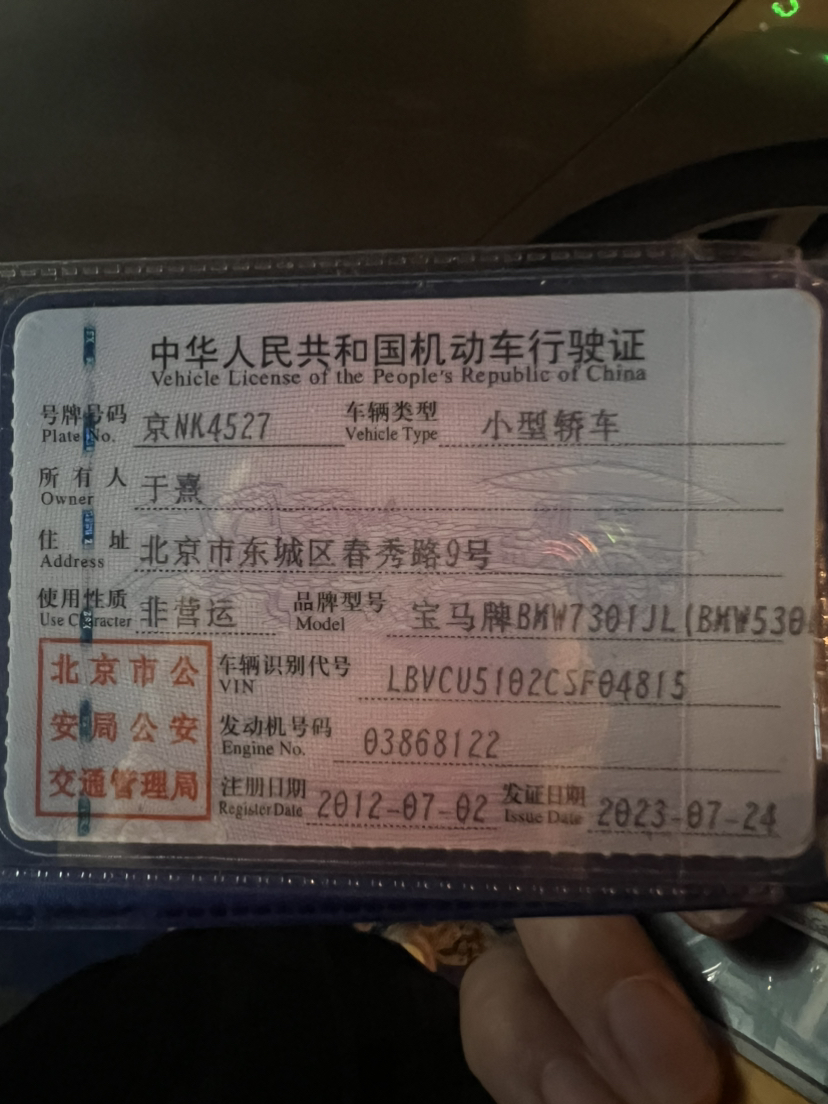 中华人民共和国机动车行驶证
Vehicle License of the People's Republic of China
号牌号码 京NK4527 车辆类型 小型轿车
Plate No. Vehicle Type
所有人 于熹
Owner
住址 北京市东城区春秀路9号
Address
使用性质 非营运 品牌型号 宝马牌BMW7301JL(BMW530
Use Character Model
北京市公
安局公安
交通管理局
车辆识别代号 LBVCU5102CSF04815
VIN
发动机号码 03868122
Engine No.
注册日期 2012-07-02 发证日期 2023-07-24
Register Date Issue Date